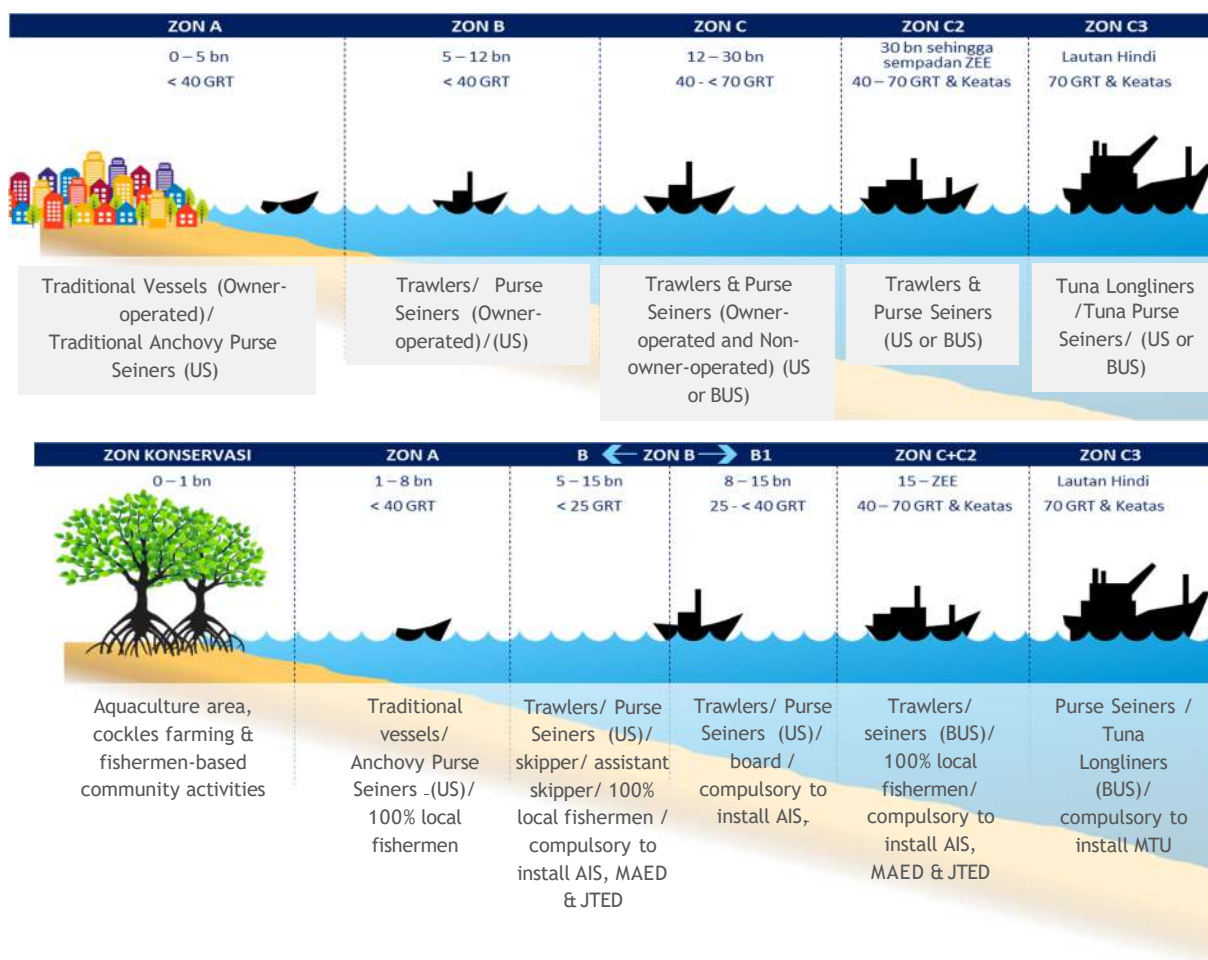 ZON A
0 – 5 bn
< 40 GRT
ZON B
5 – 12 bn
< 40 GRT
ZON C
12 – 30 bn
40 - < 70 GRT
ZON C2
30 bn sehingga
sempadan ZEE
40 – 70 GRT & Keatas
ZON C3
Lautan Hindi
70 GRT & Keatas
Traditional Vessels (Owner-
operated)/
Traditional Anchovy Purse
Seiners (US)
Trawlers/ Purse
Seiners (Owner-
operated)/(US)
Trawlers & Purse
Seiners (Owner-
operated and Non-
owner-operated) (US
or BUS)
Trawlers &
Purse Seiners
(US or BUS)
Tuna Longliners
/Tuna Purse
Seiners/ (US or
BUS)
ZON KONSERVASI
0 – 1 bn
ZON A
1 – 8 bn
< 40 GRT
B ← ZON B → B1
5 – 15 bn
< 25 GRT
8 – 15 bn
25 - < 40 GRT
ZON C+C2
15 – ZEE
40 – 70 GRT & Keatas
ZON C3
Lautan Hindi
70 GRT & Keatas
Aquaculture area,
cockles farming &
fishermen-based
community activities
Traditional
vessels/
Anchovy Purse
Seiners -(US)/
100% local
fishermen
Trawlers/ Purse
Seiners (US)/
skipper/ assistant
skipper/ 100%
local fishermen /
compulsory to
install AIS, MAED
& JTED
Trawlers/ Purse
Seiners (US)/
board /
compulsory to
install AIS,
Trawlers/
seiners (BUS)/
100% local
fishermen/
compulsory to
install AIS,
MAED & JTED
Purse Seiners /
Tuna
Longliners
(BUS)/
compulsory to
install MTU